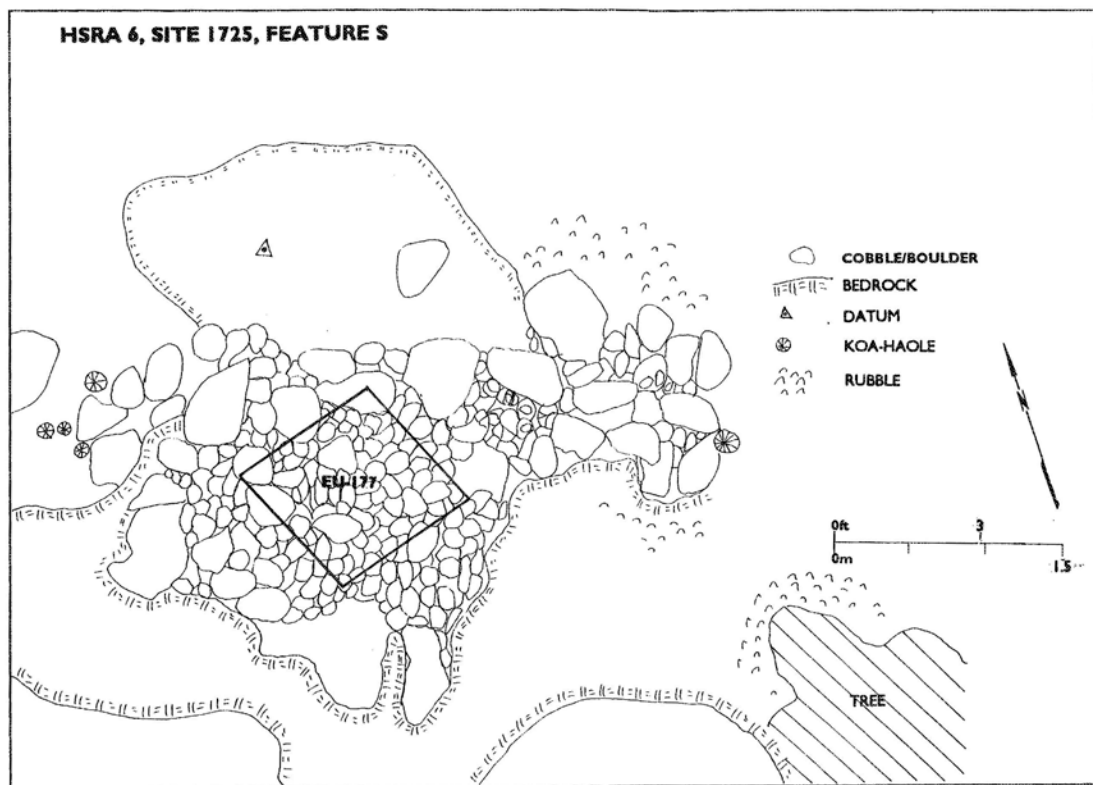 HSRA 6, SITE 1725, FEATURE S
COBBLE/BOULDER
BEDROCK
DATUM
KOA-HAOLE
RUBBLE
N
EU-177
0ft 3
0m 1.5
TREE